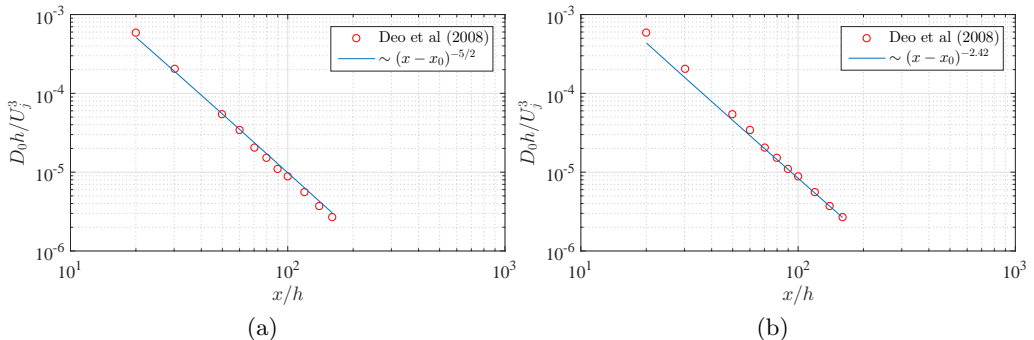 10^{-3}
10^{-4}
10^{-5}
10^{-6}
D_0h/U_j^3
Deo et al (2008)
∼ (x − x_0)^{−5/2}
10^1
10^2
10^3
x/h
(a)
10^{-3}
10^{-4}
10^{-5}
10^{-6}
D_0h/U_j^3
Deo et al (2008)
∼ (x − x_0)^{−2.42}
10^1
10^2
10^3
x/h
(b)